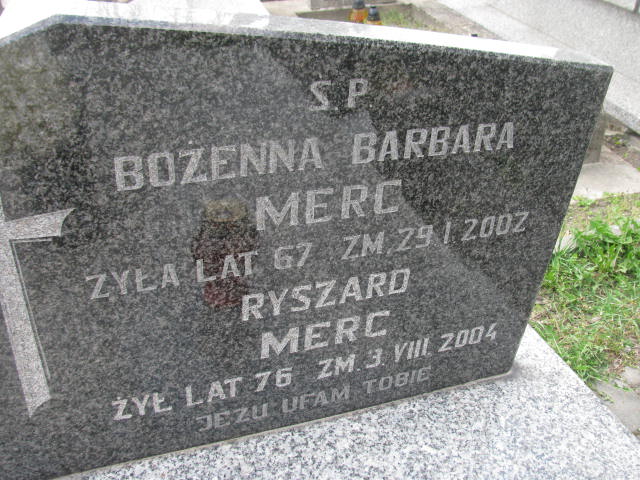 Ś.P
BOŻENNA BARBARA
MERC
ŻYŁA LAT 67 ZM. 29 I. 2002
RYSZARD
MERC
ŻYŁ LAT 76 ZM. 3. VIII. 2004
JEZU UFAM TOBIE